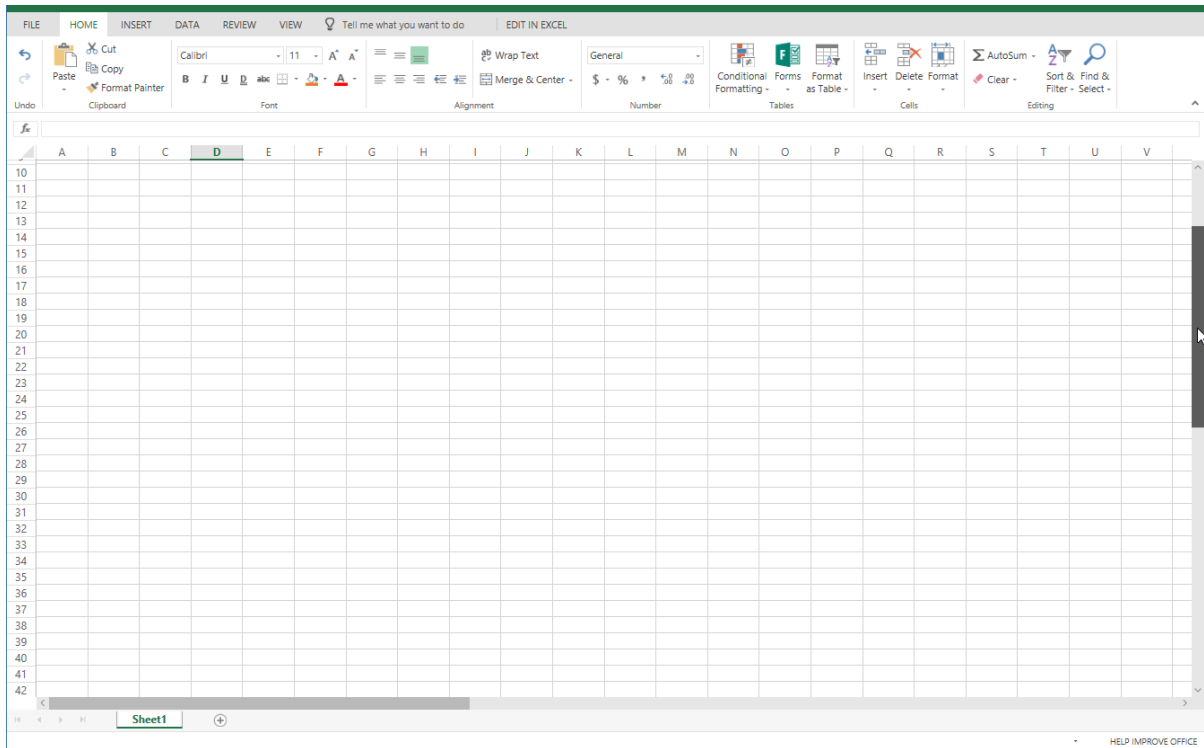 FILE HOME INSERT DATA REVIEW VIEW Tell me what you want to do EDIT IN EXCEL
Cut
Copy
Format Painter
Paste
Undo
Clipboard
Calibri 11 A A
B I U D abc A
Font
Wrap Text
Merge & Center
Alignment
General
$ % , .00 .00
Number
Conditional Formatting
Forms
Format as Table
Tables
Insert Delete Format
Cells
AutoSum
Clear
Sort & Filter
Find & Select
Editing
fx
A B C D E F G H I J K L M N O P Q R S T U V
10
11
12
13
14
15
16
17
18
19
20
21
22
23
24
25
26
27
28
29
30
31
32
33
34
35
36
37
38
39
40
41
42
Sheet1
HELP IMPROVE OFFICE